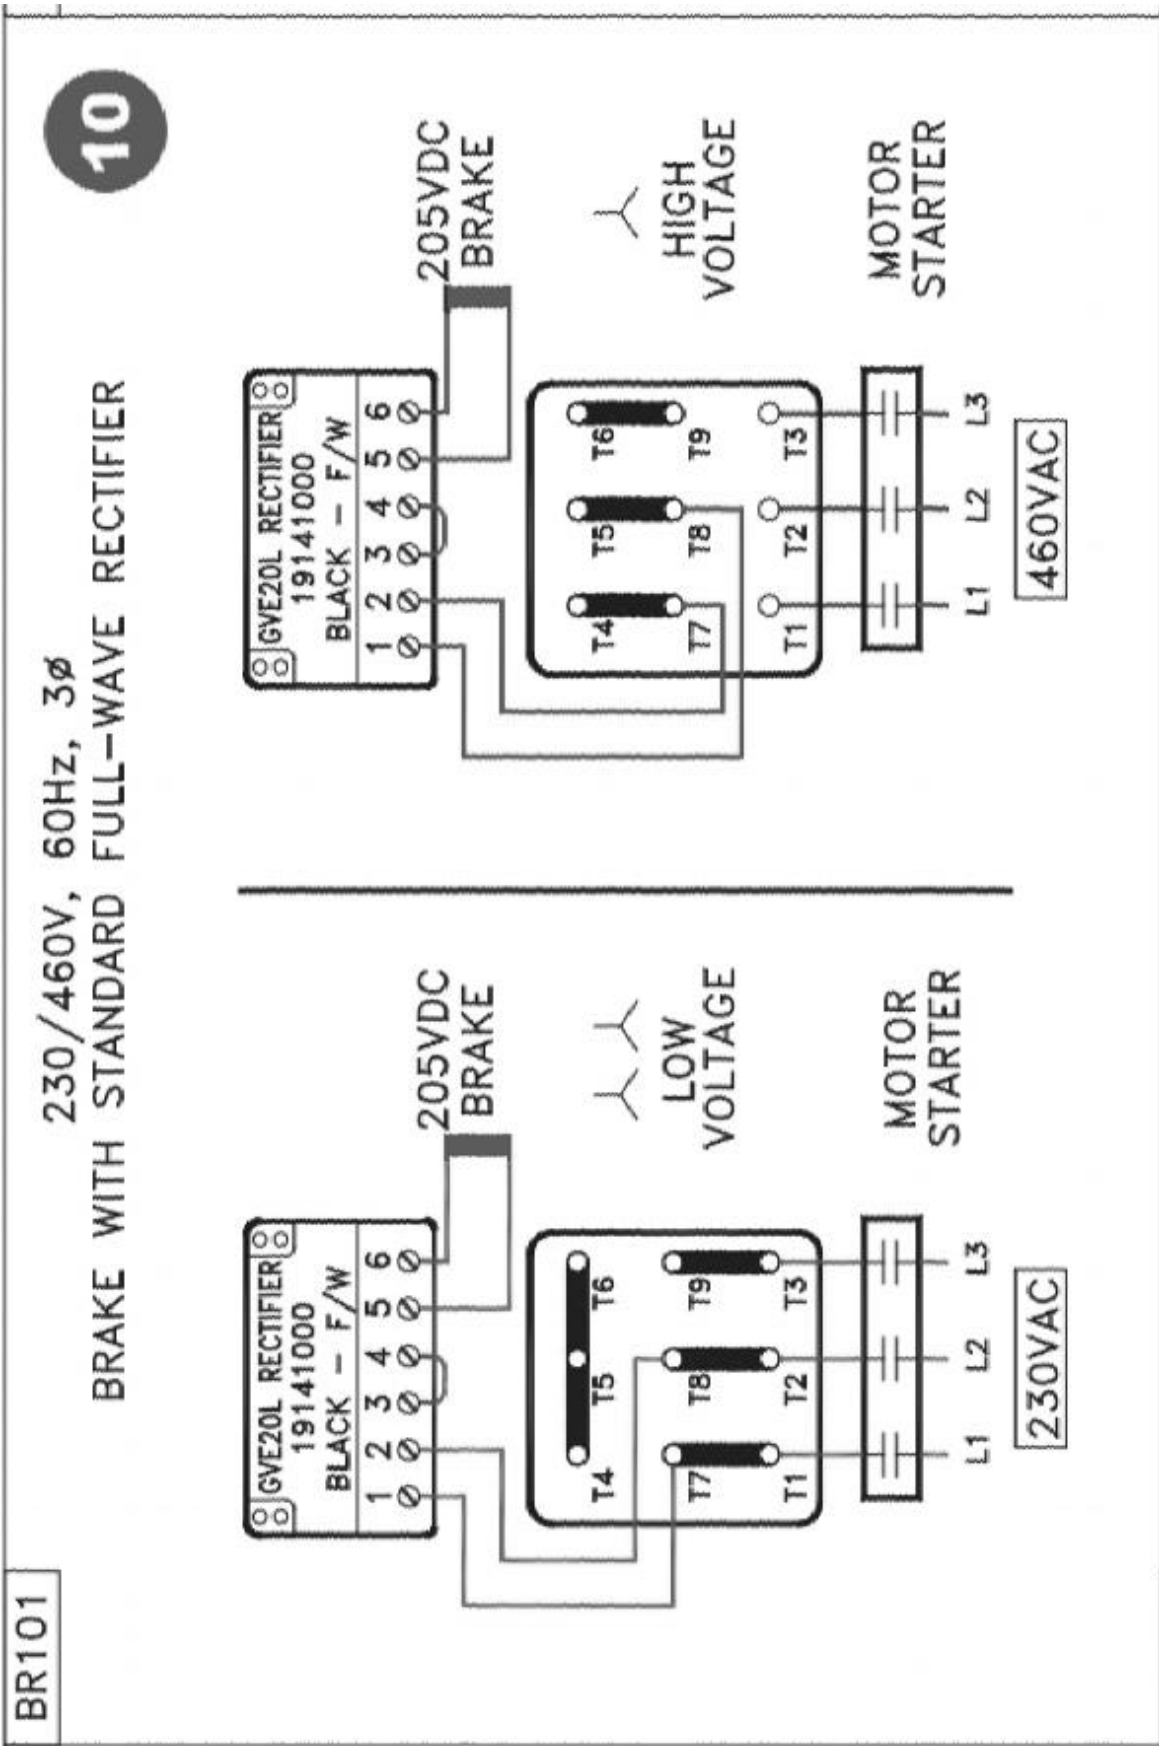 BR101
230/460V, 60Hz, 3ø
BRAKE WITH STANDARD FULL-WAVE RECTIFIER
10
GVE20L RECTIFIER
19141000
BLACK - F/W
1 2 3 4 5 6
205VDC
BRAKE
T4 T5 T6
T7 T8 T9
T1 T2 T3
LOW
VOLTAGE
MOTOR
STARTER
L1 L2 L3
230VAC
GVE20L RECTIFIER
19141000
BLACK - F/W
1 2 3 4 5 6
205VDC
BRAKE
T4 T5 T6
T7 T8 T9
T1 T2 T3
HIGH
VOLTAGE
MOTOR
STARTER
L1 L2 L3
460VAC